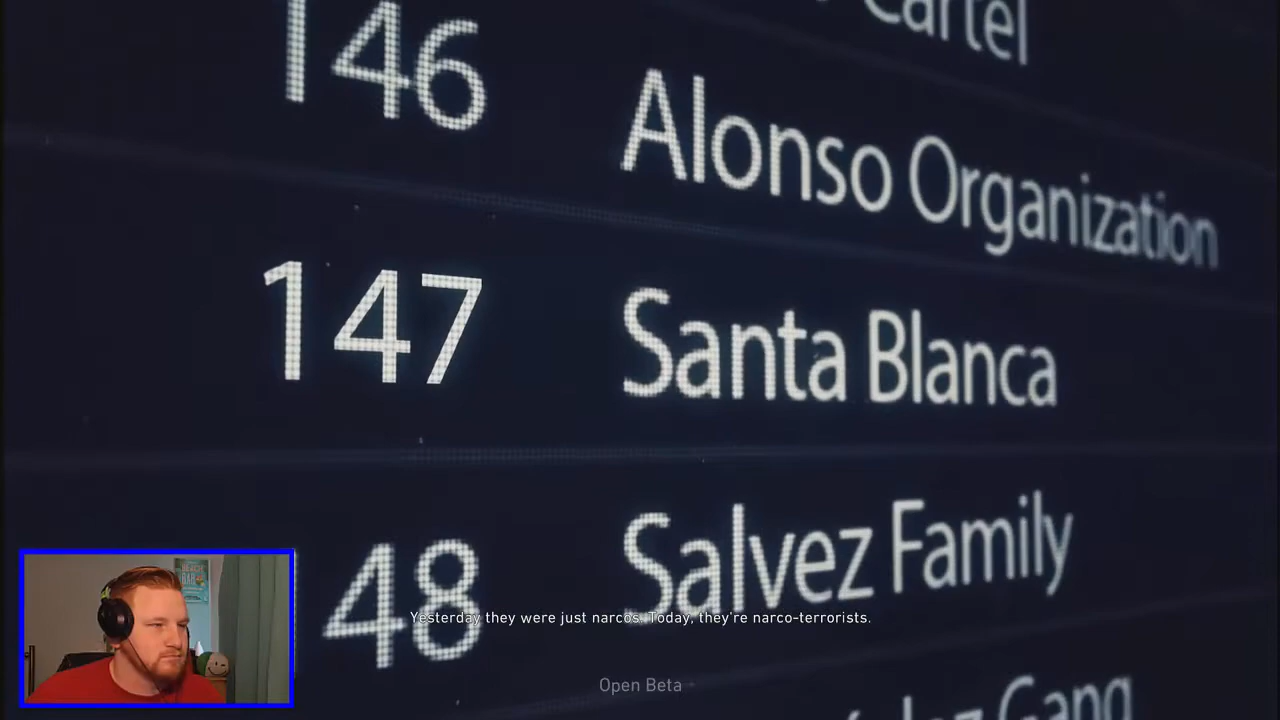 146
Cartel
Alonso Organization
147
Santa Blanca
48
Salvez Family
Yesterday they were just narcos. Today, they're narco-terrorists.
Gang
Open Beta